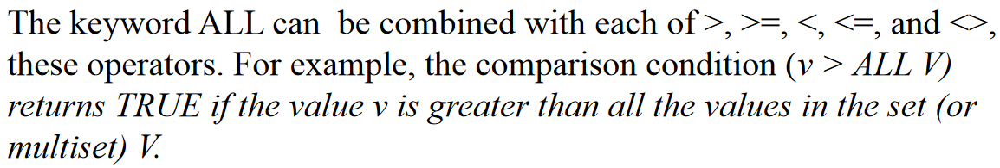 The keyword ALL can  be combined with each of >, >=, <, <=, and <>,
these operators. For example, the comparison condition (v > ALL V)
returns TRUE if the value v is greater than all the values in the set (or
multiset) V.